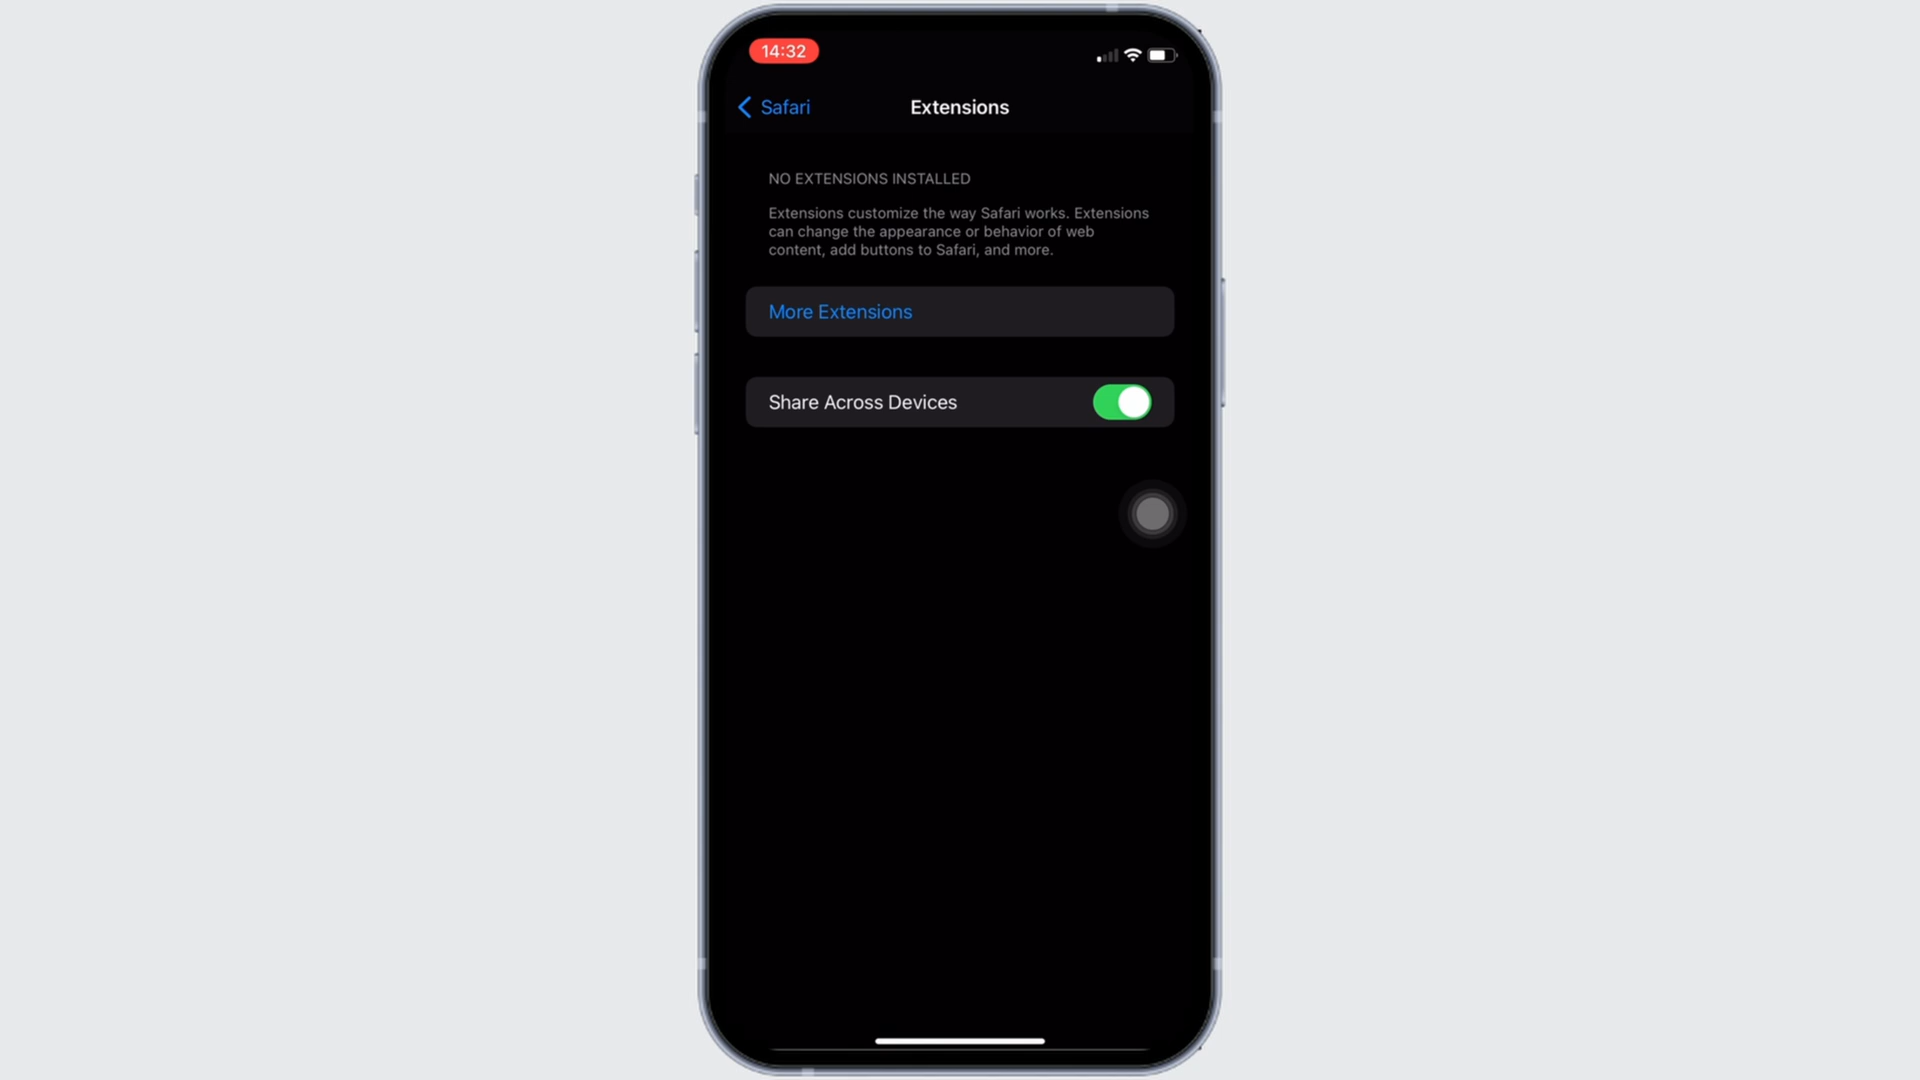 14:32
Safari
Extensions
NO EXTENSIONS INSTALLED
Extensions customize the way Safari works. Extensions
can change the appearance or behavior of web
content, add buttons to Safari, and more.
More Extensions
Share Across Devices